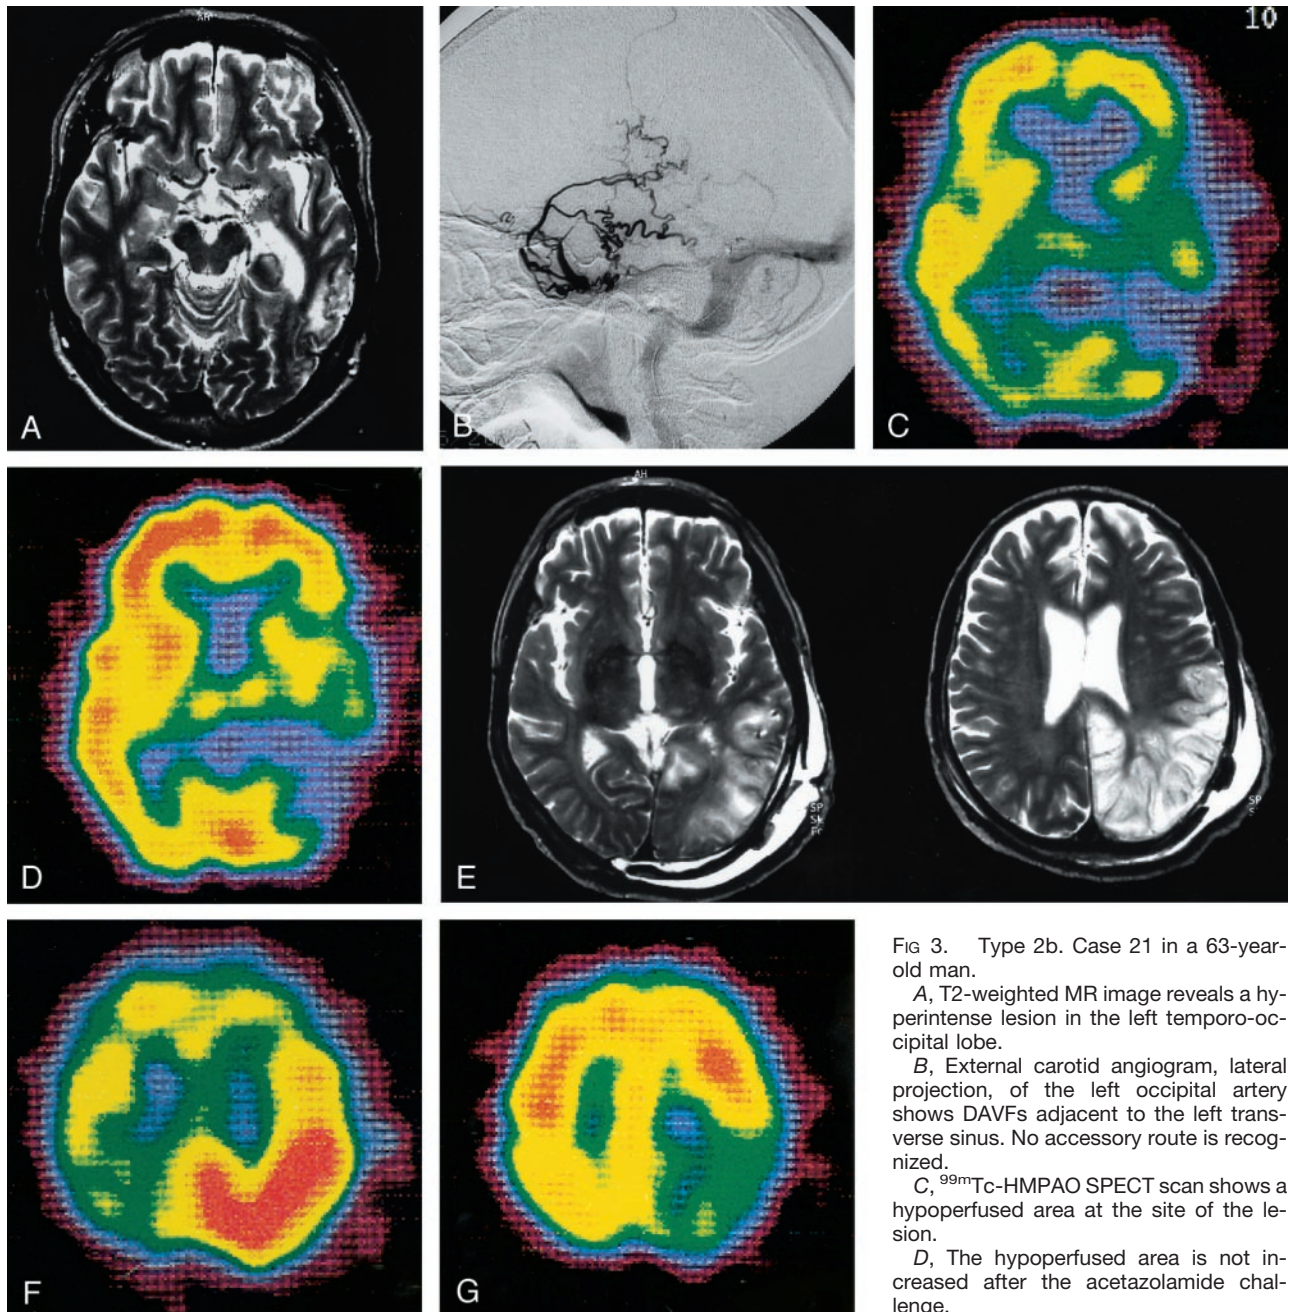 AH
10
A
B
C
AH
SP
SP
D
E
F
G
FIG 3. Type 2b. Case 21 in a 63-year-
old man.
A, T2-weighted MR image reveals a hy-
perintense lesion in the left temporo-oc-
cipital lobe.
B, External carotid angiogram, lateral
projection, of the left occipital artery
shows DAVFs adjacent to the left trans-
verse sinus. No accessory route is recog-
nized.
C, 99mTc-HMPAO SPECT scan shows a
hypoperfused area at the site of the le-
sion.
D, The hypoperfused area is not in-
creased after the acetazolamide chal-
lenge.